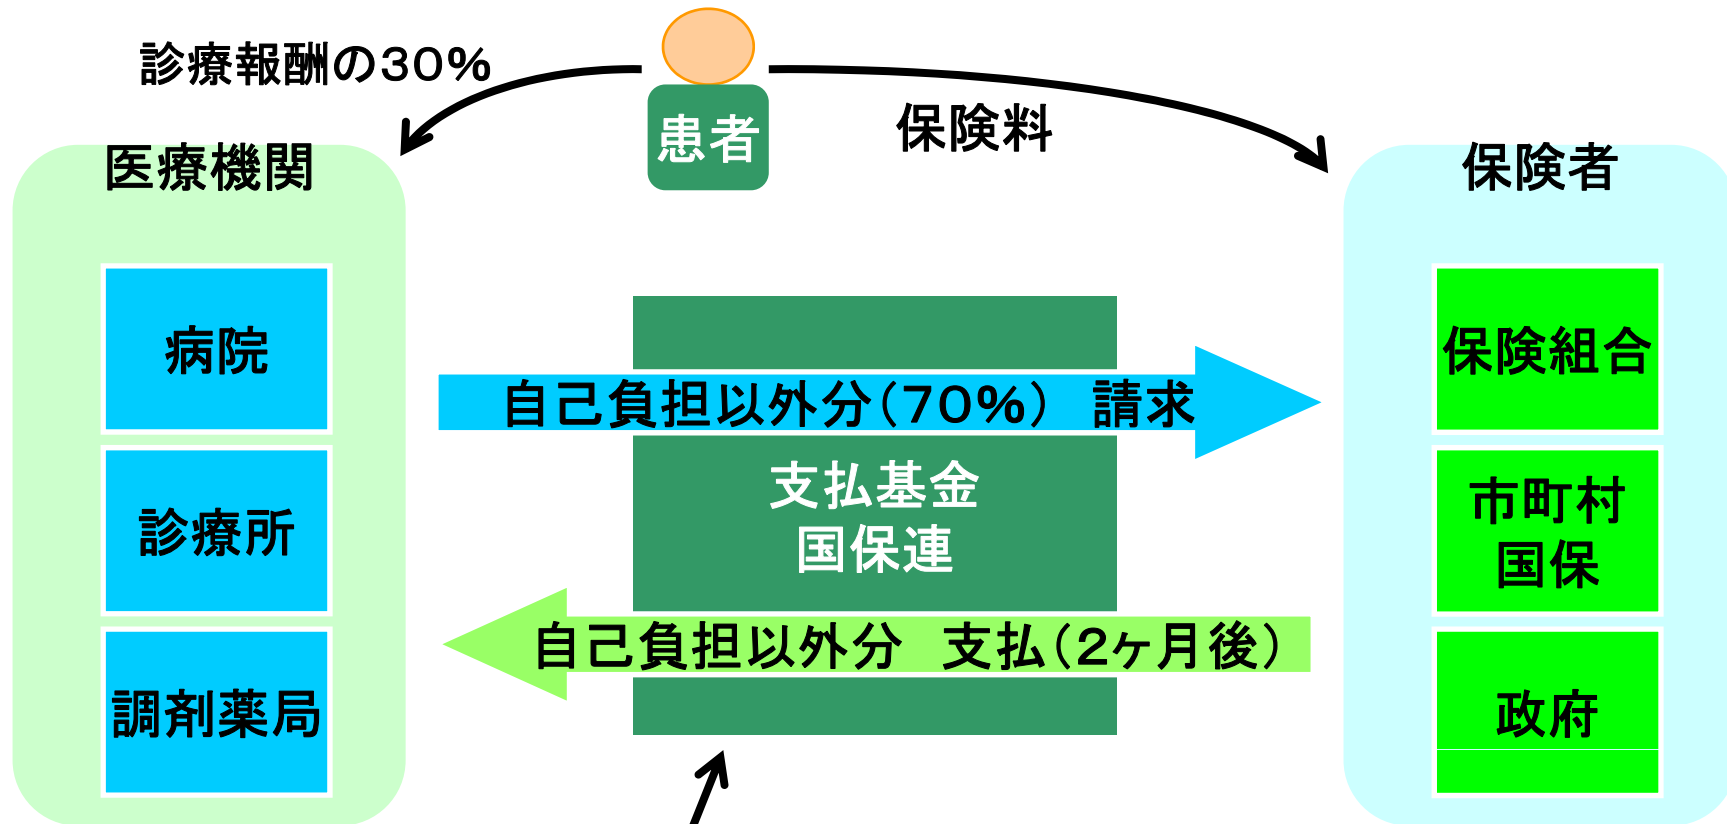 診療報酬の30%
患者
保険料
医療機関
保険者
病院
診療所
調剤薬局
自己負担以外分（70%）　請求
支払基金
国保連
自己負担以外分　支払（2ヶ月後）
保険組合
市町村
国保
政府